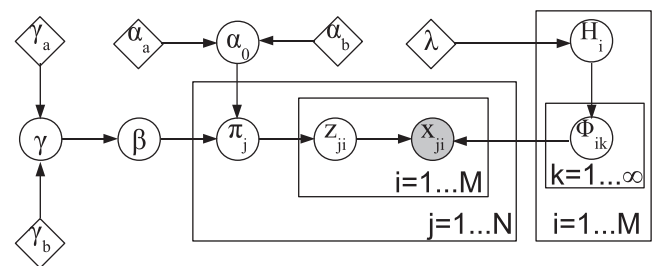 γa
αa
α0
αb
λ
Hi
γ
β
πj
zji
xji
Φik
i=1...M
k=1...∞
j=1...N
i=1...M
γb